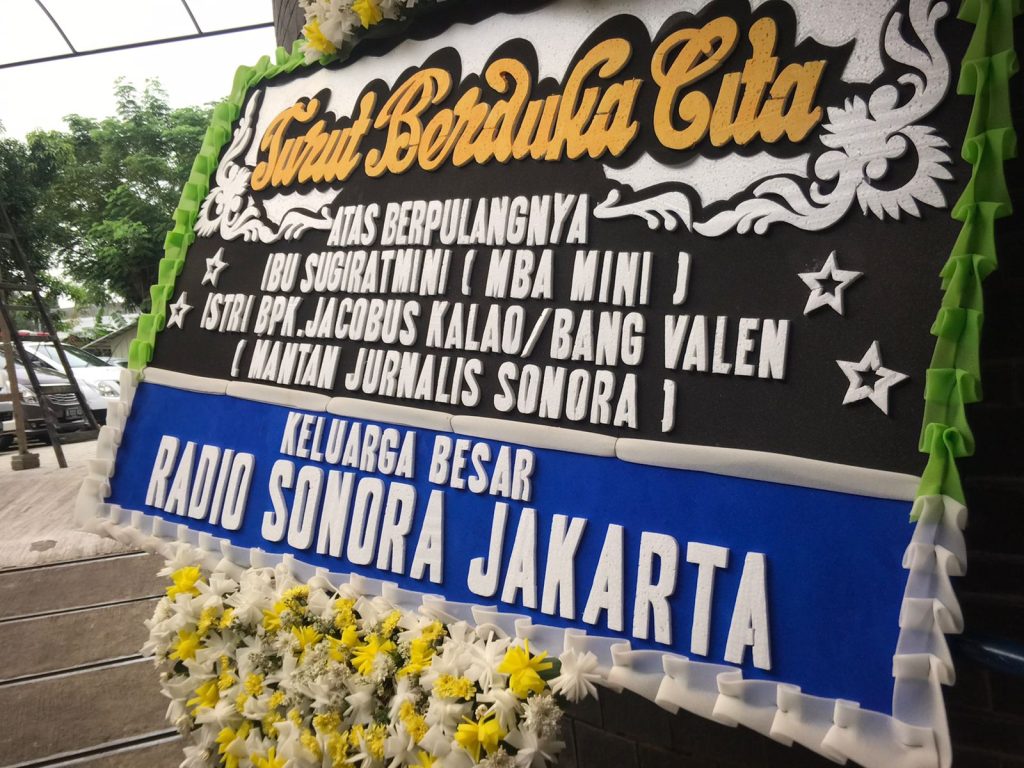 Turut Berduka Cita
ATAS BERPULANGNYA
IBU SUGIRATMINI ( MBA MINI )
ISTRI BPK.JACOBUS KALAO/BANG VALEN
( MANTAN JURNALIS SONORA )
KELUARGA BESAR
RADIO SONORA JAKARTA